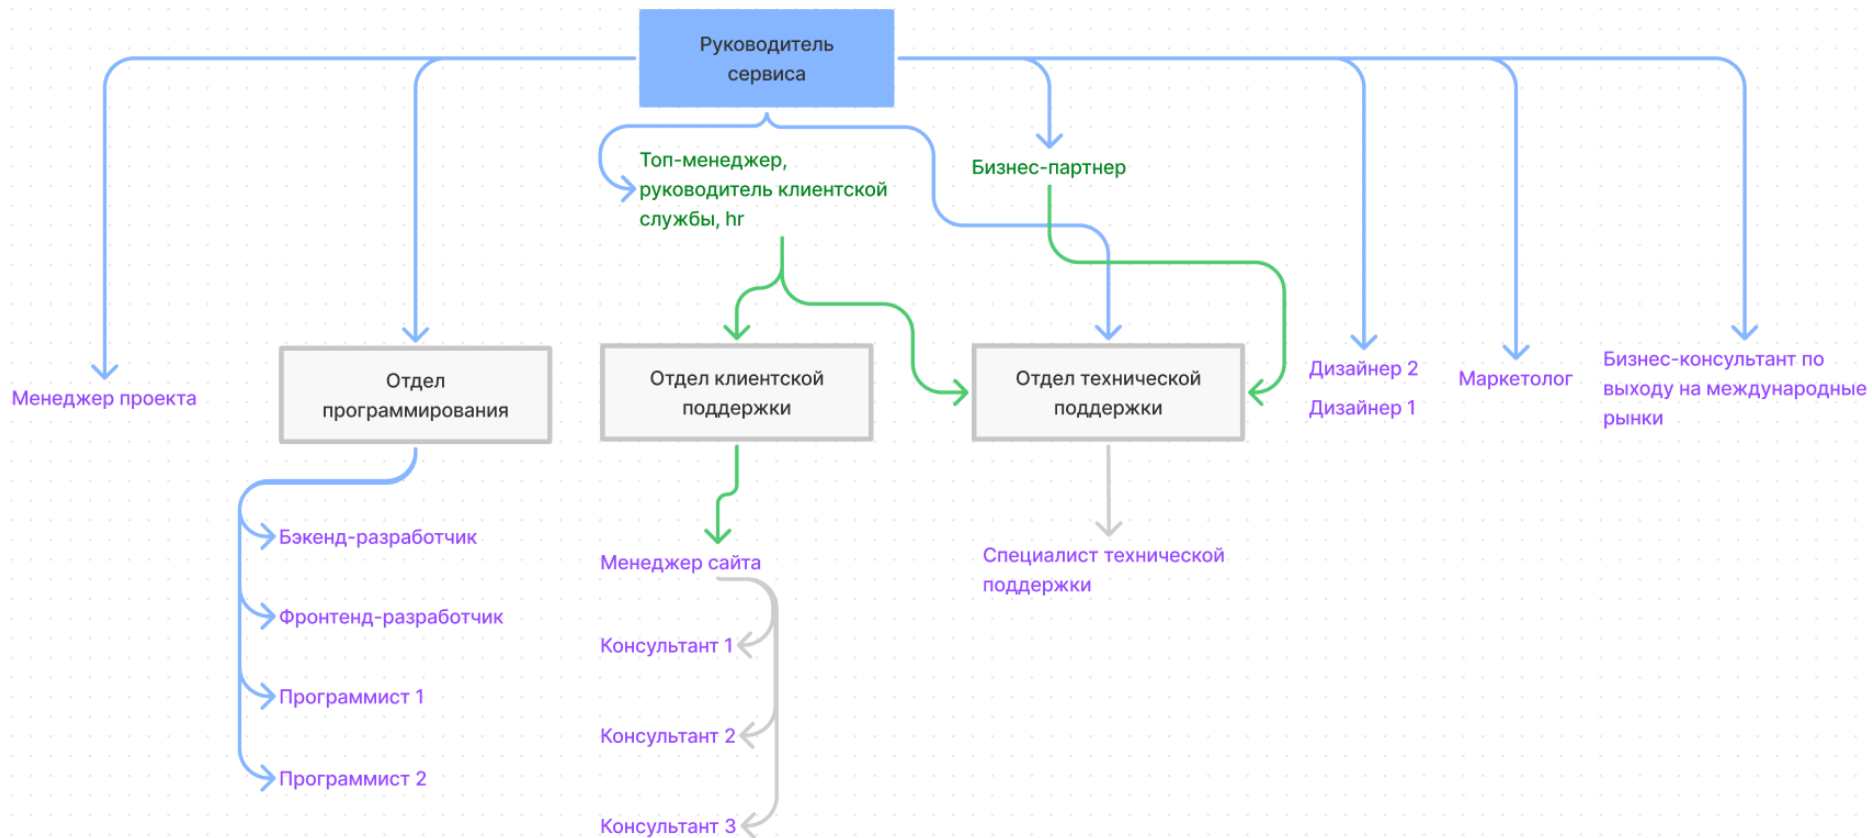 Руководитель
сервиса
Топ-менеджер,
руководитель клиентской
службы, hr
Бизнес-партнер
Менеджер проекта
Отдел
программирования
Отдел клиентской
поддержки
Отдел технической
поддержки
Дизайнер 2
Дизайнер 1
Маркетолог
Бизнес-консультант по
выходу на международные
рынки
Бэкенд-разработчик
Фронтенд-разработчик
Программист 1
Программист 2
Менеджер сайта
Консультант 1
Консультант 2
Консультант 3
Специалист технической
поддержки